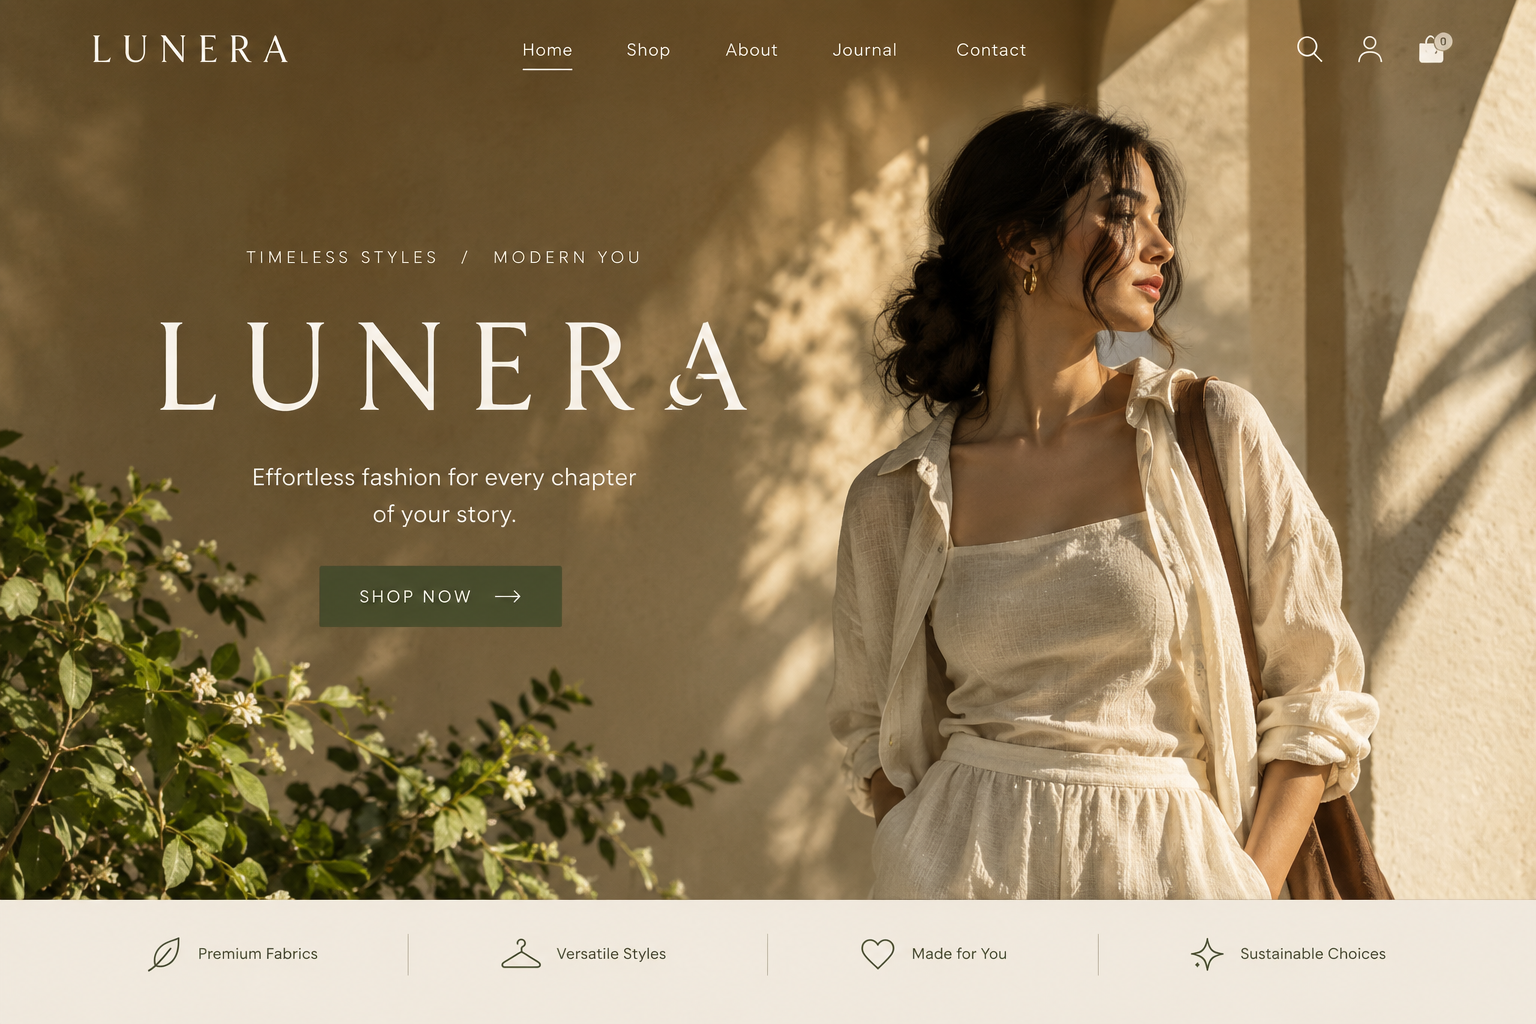 LUNERA
Home Shop About Journal Contact
0
TIMELESS STYLES / MODERN YOU
LUNERA
Effortless fashion for every chapter
of your story.
SHOP NOW
Premium Fabrics
Versatile Styles
Made for You
Sustainable Choices